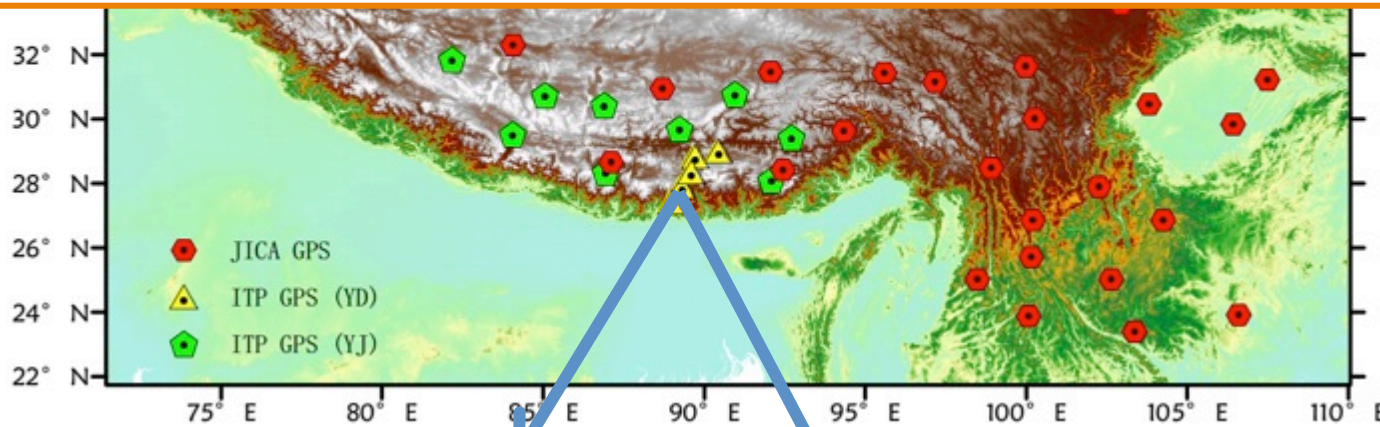 32° N
30° N
28° N
26° N
24° N
22° N
JICA GPS
ITP GPS (YD)
ITP GPS (YJ)
75° E 80° E 85° E 90° E 95° E 100° E 105° E 110° E